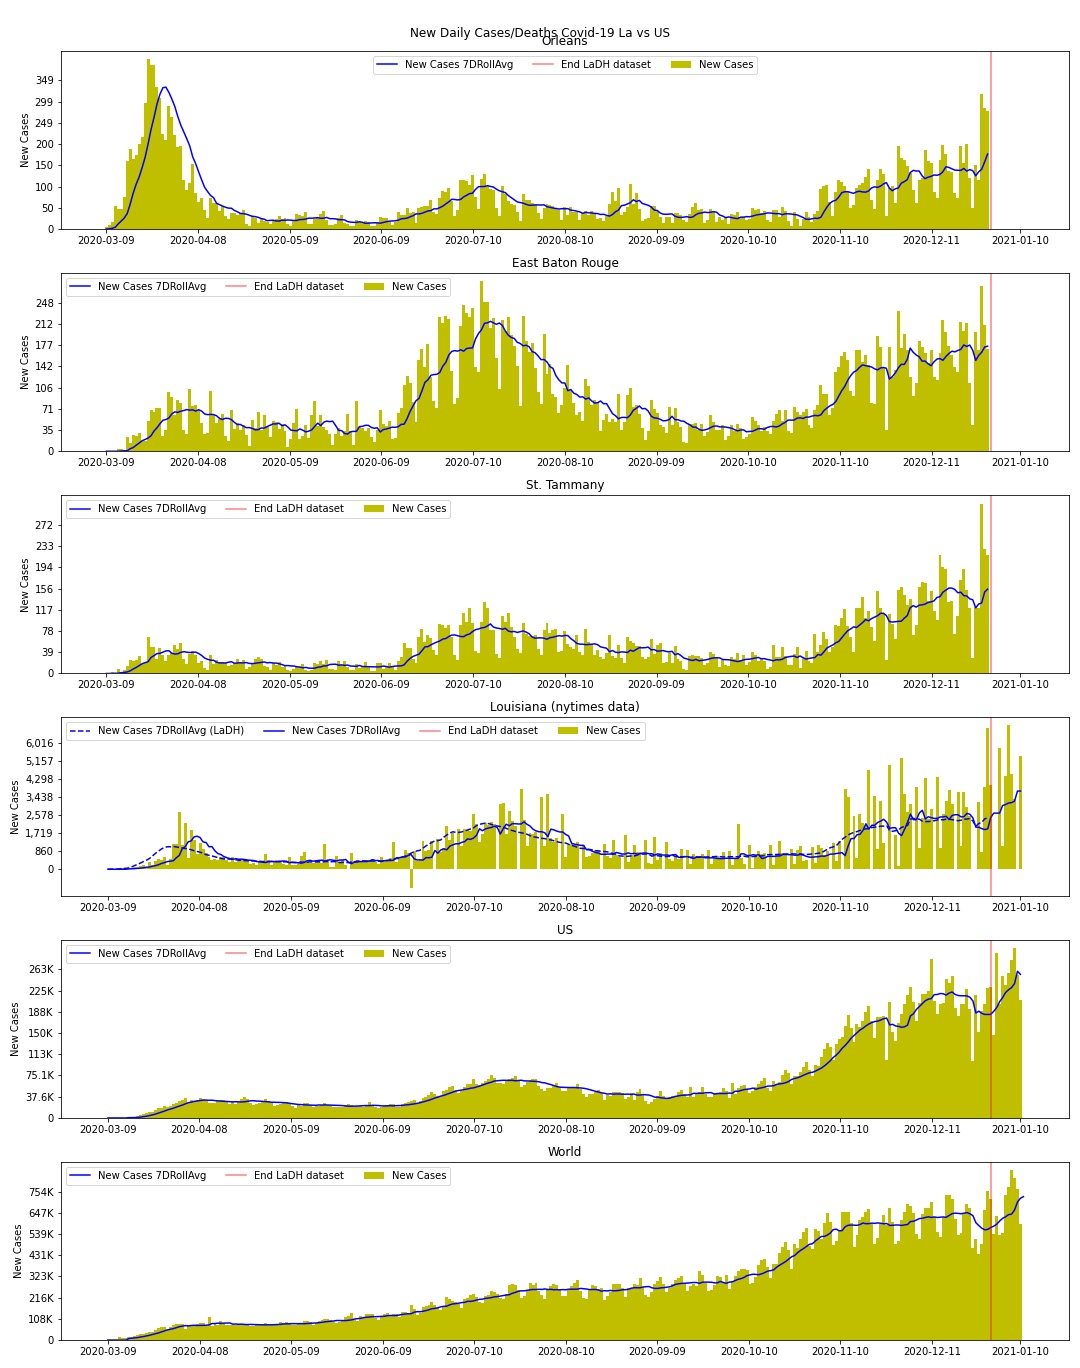 New Daily Cases/Deaths Covid-19 La vs US
Orleans
New Cases 7DRollAvg End LaDH dataset New Cases
New Cases
349
299
249
200
150
100
50
0
2020-03-09 2020-04-08 2020-05-09 2020-06-09 2020-07-10 2020-08-10 2020-09-09 2020-10-10 2020-11-10 2020-12-11 2021-01-10
East Baton Rouge
New Cases 7DRollAvg End LaDH dataset New Cases
New Cases
248
212
177
142
106
71
35
0
2020-03-09 2020-04-08 2020-05-09 2020-06-09 2020-07-10 2020-08-10 2020-09-09 2020-10-10 2020-11-10 2020-12-11 2021-01-10
St. Tammany
New Cases 7DRollAvg End LaDH dataset New Cases
New Cases
272
233
194
156
117
78
39
0
2020-03-09 2020-04-08 2020-05-09 2020-06-09 2020-07-10 2020-08-10 2020-09-09 2020-10-10 2020-11-10 2020-12-11 2021-01-10
Louisiana (nytimes data)
New Cases 7DRollAvg (LaDH) New Cases 7DRollAvg End LaDH dataset New Cases
New Cases
6,016
5,157
4,298
3,438
2,578
1,719
860
0
2020-03-09 2020-04-08 2020-05-09 2020-06-09 2020-07-10 2020-08-10 2020-09-09 2020-10-10 2020-11-10 2020-12-11 2021-01-10
US
New Cases 7DRollAvg End LaDH dataset New Cases
New Cases
263K
225K
188K
150K
113K
75.1K
37.6K
0
2020-03-09 2020-04-08 2020-05-09 2020-06-09 2020-07-10 2020-08-10 2020-09-09 2020-10-10 2020-11-10 2020-12-11 2021-01-10
World
New Cases 7DRollAvg End LaDH dataset New Cases
New Cases
754K
647K
539K
431K
323K
216K
108K
0
2020-03-09 2020-04-08 2020-05-09 2020-06-09 2020-07-10 2020-08-10 2020-09-09 2020-10-10 2020-11-10 2020-12-11 2021-01-10